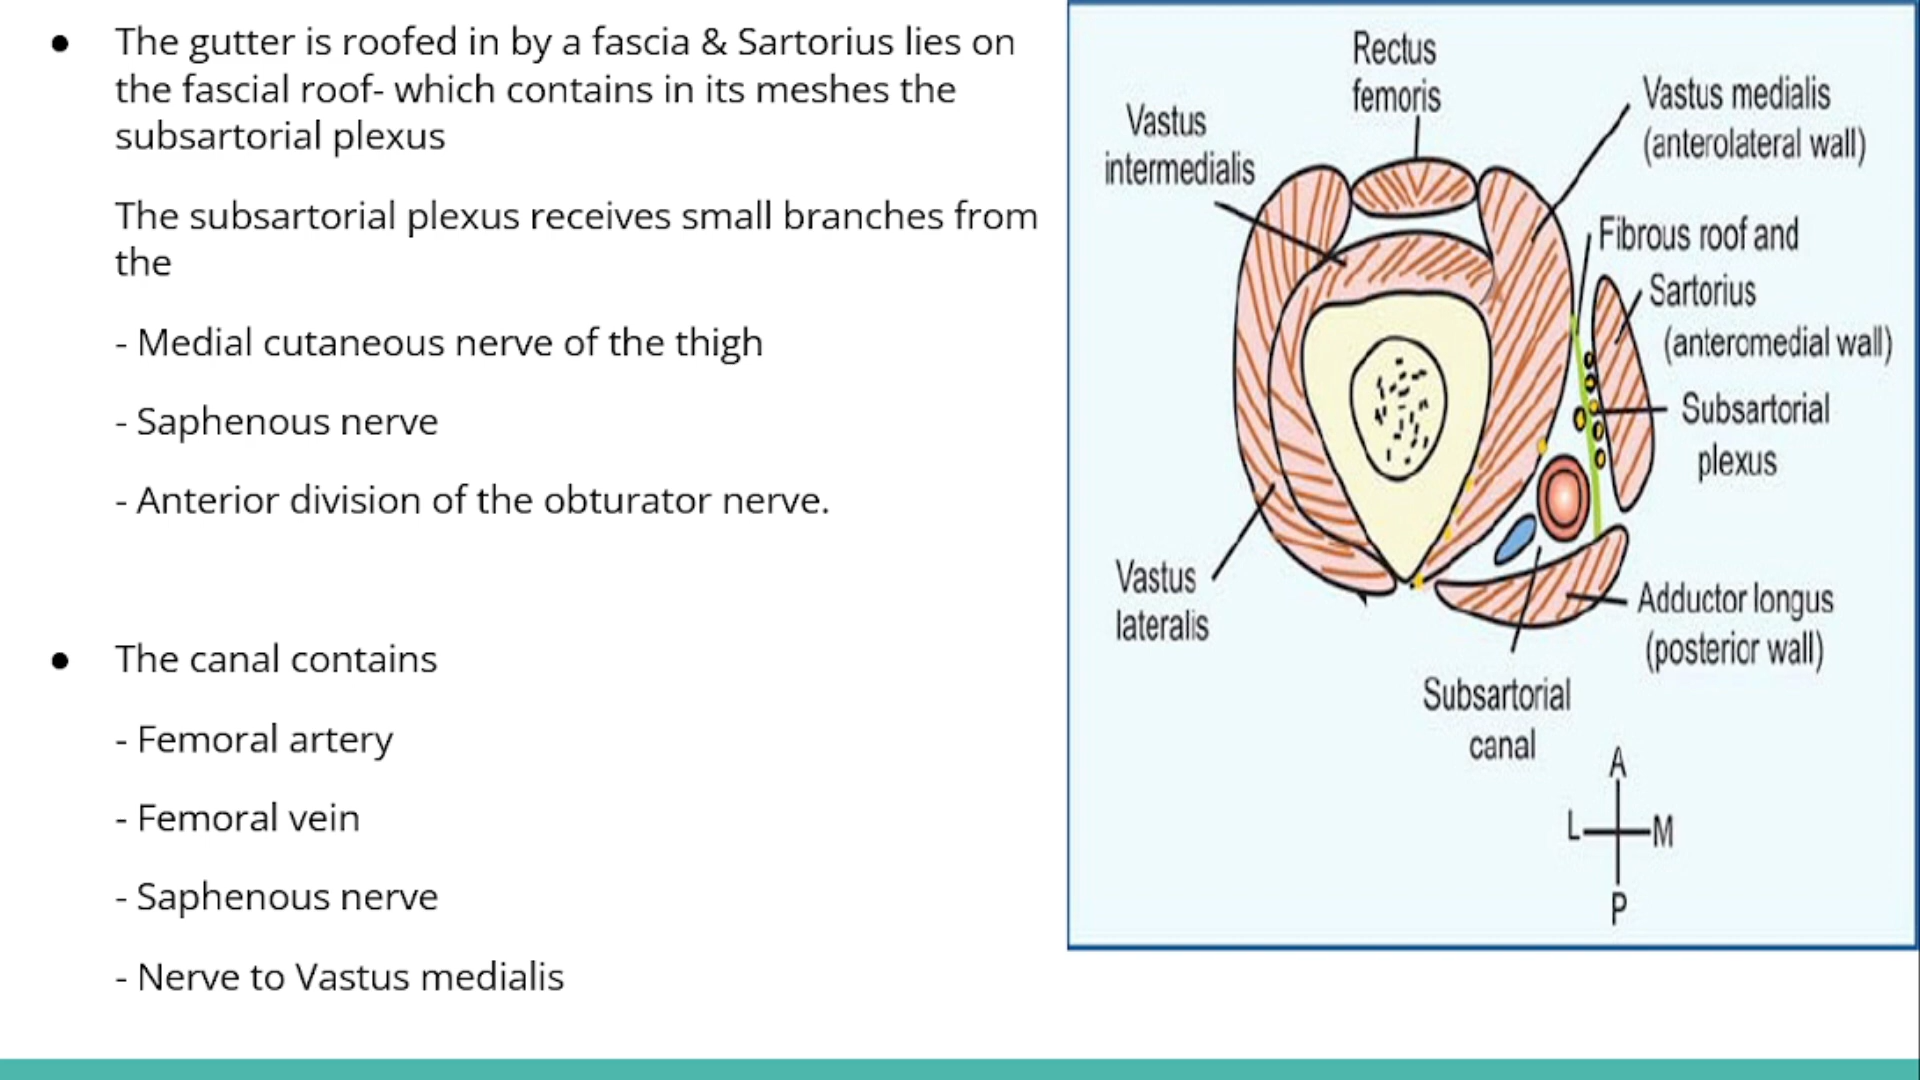 ● The gutter is roofed in by a fascia & Sartorius lies on
the fascial roof- which contains in its meshes the
subsartorial plexus
The subsartorial plexus receives small branches from
the
- Medial cutaneous nerve of the thigh
- Saphenous nerve
- Anterior division of the obturator nerve.
● The canal contains
- Femoral artery
- Femoral vein
- Saphenous nerve
- Nerve to Vastus medialis
Rectus
femoris
Vastus
intermedialis
Vastus medialis
(anterolateral wall)
Fibrous roof and
Sartorius
(anteromedial wall)
Subsartorial
plexus
Vastus
lateralis
Adductor longus
(posterior wall)
Subsartorial
canal
A
L
M
P